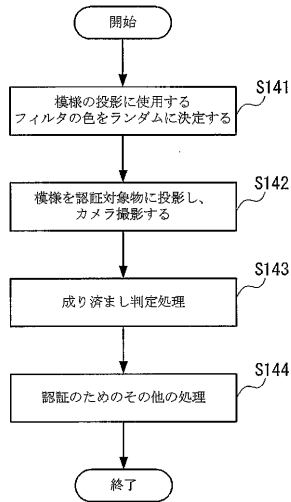 開始
S141
模様の投影に使用する
フィルタの色をランダムに決定する
S142
模様を認証対象物に投影し、
カメラ撮影する
S143
成り済まし判定処理
S144
認証のためのその他の処理
終了